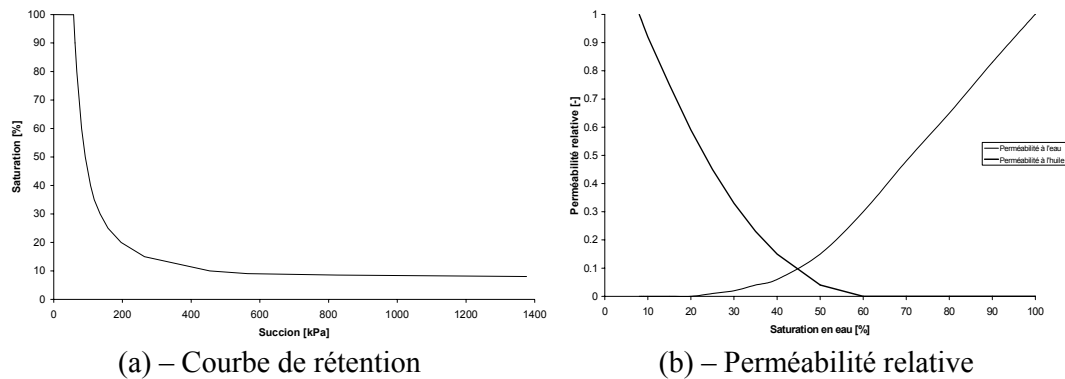 100
90
80
70
60
50
40
30
20
10
0
Saturation [%]
0 200 400 600 800 1000 1200 1400
Succion [kPa]
(a) – Courbe de rétention
1
0.9
0.8
0.7
0.6
0.5
0.4
0.3
0.2
0.1
0
Perméabilité relative [-]
0 10 20 30 40 50 60 70 80 90 100
Saturation en eau [%]
Perméabilité à l'eau
Perméabilité à l'huile
(b) – Perméabilité relative